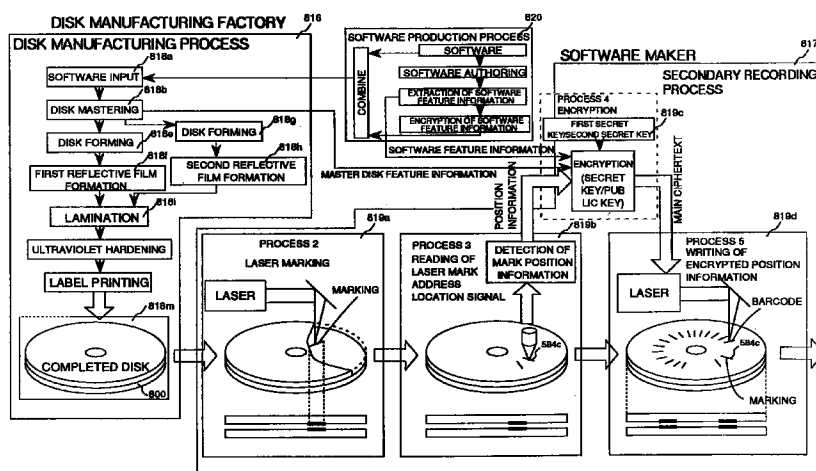 DISK MANUFACTURING FACTORY
816
DISK MANUFACTURING PROCESS
818a
SOFTWARE INPUT
818b
DISK MASTERING
818g
DISK FORMING
818e
DISK FORMING
818f
818h
FIRST REFLECTIVE FILM
FORMATION
SECOND REFLECTIVE FILM
FORMATION
LAMINATION
818i
ULTRAVIOLET HARDENING
LABEL PRINTING
818m
COMPLETED DISK
800
820
SOFTWARE PRODUCTION PROCESS
SOFTWARE
SOFTWARE AUTHORING
EXTRACTION OF SOFTWARE
FEATURE INFORMATION
ENCRYPTION OF SOFTWARE
FEATURE INFORMATION
COMBINE
SOFTWARE FEATURE INFORMATION
MASTER DISK FEATURE INFORMATION
SOFTWARE MAKER
817
SECONDARY RECORDING
PROCESS
PROCESS 4
ENCRYPTION
819c
FIRST SECRET
KEY/SECOND SECRET KEY
ENCRYPTION
(SECRET
KEY/PUB
LIC KEY)
POSITION
INFORMATION
MAIN CIPHERTEXT
819a
PROCESS 2
LASER MARKING
LASER
MARKING
819b
PROCESS 3
READING OF
LASER MARK
ADDRESS
LOCATION SIGNAL
DETECTION OF
MARK POSITION
INFORMATION
584c
819d
PROCESS 5
WRITING OF
ENCRYPTED POSITION
INFORMATION
LASER
BARCODE
584c
MARKING